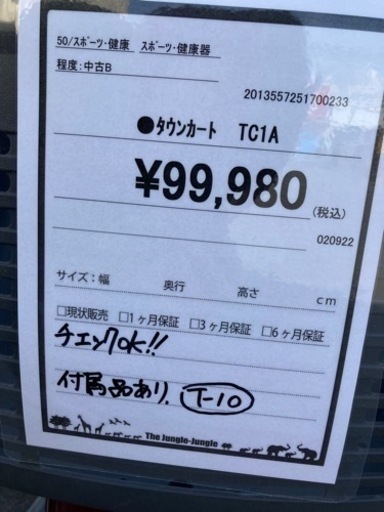 50/スポーツ・健康 スポーツ・健康器
程度:中古B
2013557251700233
●タウンカート TC1A
¥99,980
(税込)
020922
サイズ:幅 奥行 高さ cm
□現状販売 □1ヶ月保証 □3ヶ月保証 □6ヶ月保証
チェックOK!!
付属品あり. T-10
The Jungle-Jungle